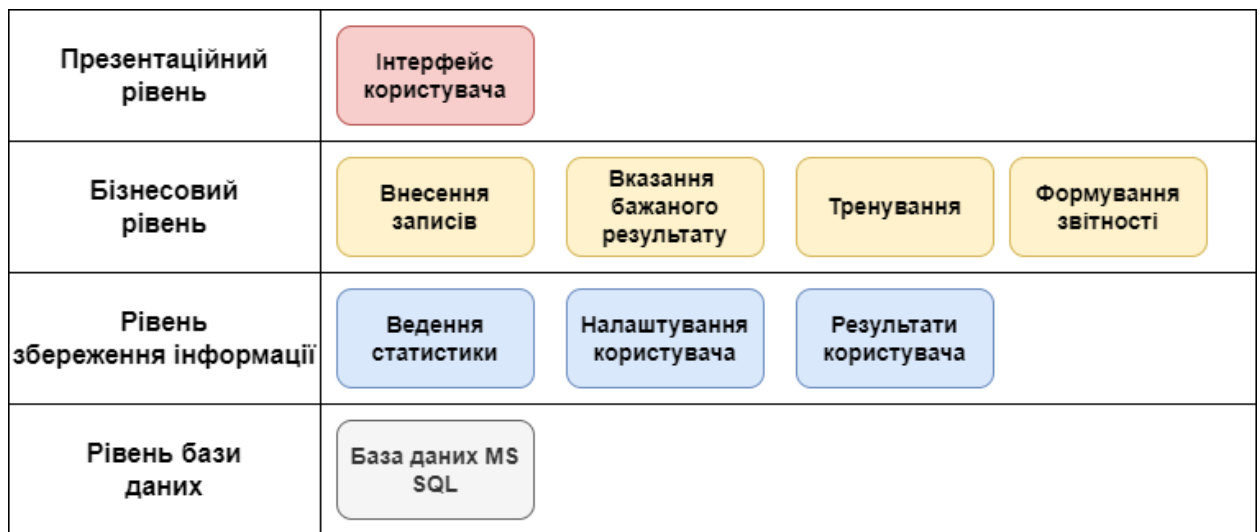 Презентаційний
рівень
Інтерфейс
користувача
Бізнесовий
рівень
Внесення
записів
Вказання
бажаного
результату
Тренування
Формування
звітності
Рівень
збереження інформації
Ведення
статистики
Налаштування
користувача
Результати
користувача
Рівень бази
даних
База даних MS
SQL